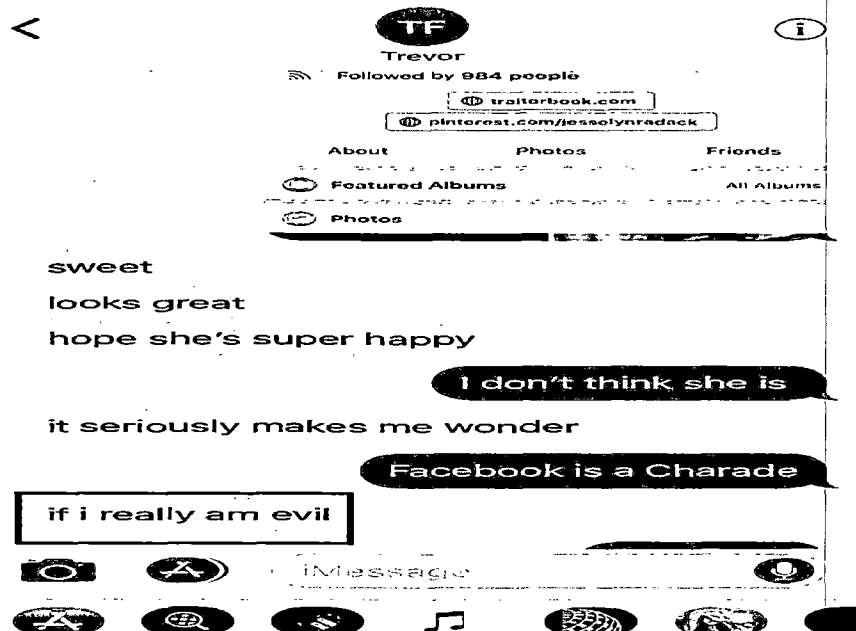 TF
Trevor
Followed by 984 people
traitorbook.com
pinterest.com/jesselynradack
About Photos Friends
Featured Albums All Albums
Photos
sweet
looks great
hope she's super happy
I don't think she is
it seriously makes me wonder
Facebook is a Charade
if i really am evil
iMessage